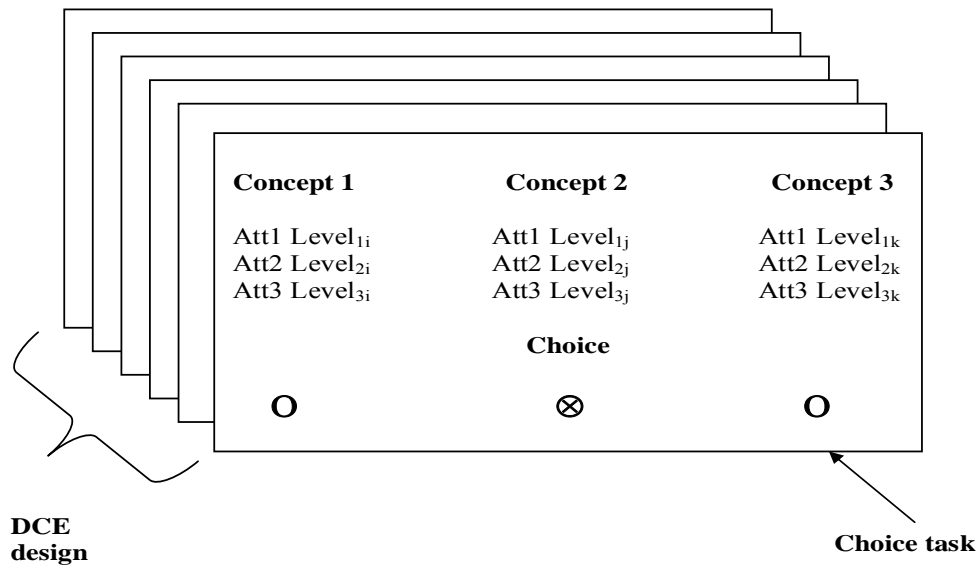 Concept 1 Concept 2 Concept 3
Att1 Level1i Att1 Level1j Att1 Level1k
Att2 Level2i Att2 Level2j Att2 Level2k
Att3 Level3i Att3 Level3j Att3 Level3k
Choice
O ⊗ O
DCE
design
Choice task